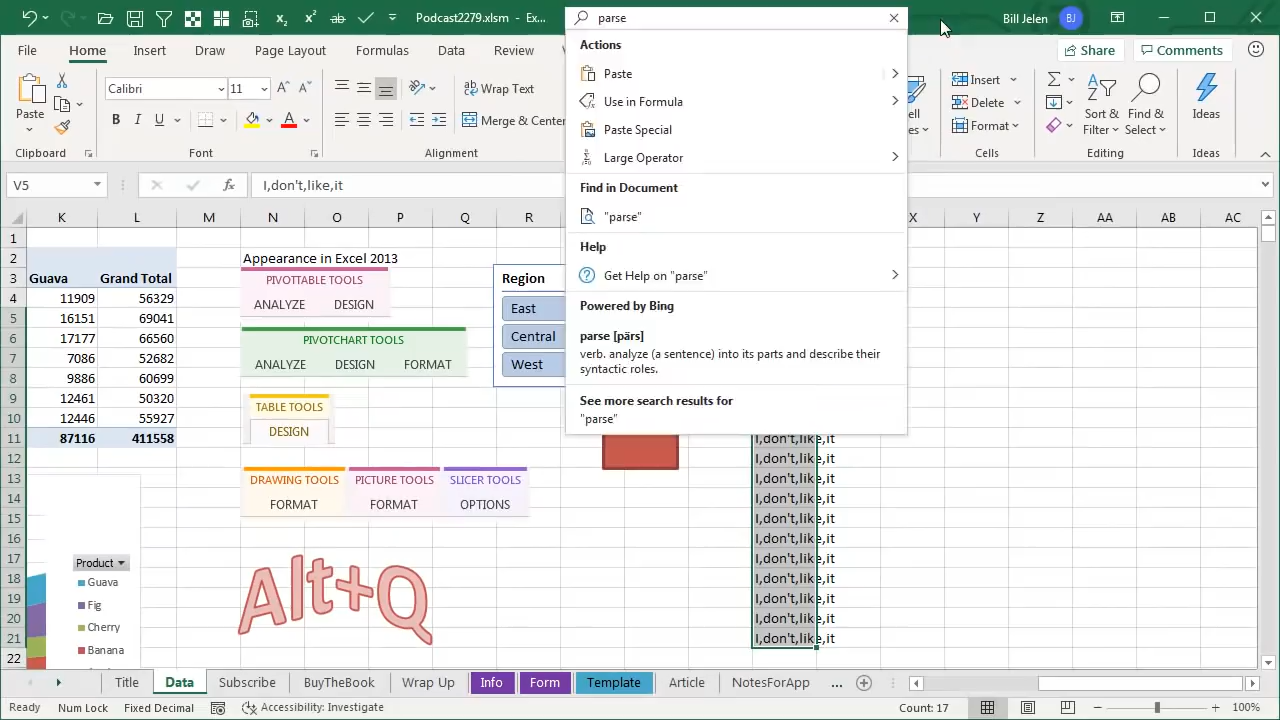 Podcast2279.xlsm - Ex...
parse
Bill Jelen
BJ
File
Home
Insert
Draw
Page Layout
Formulas
Data
Review
Share
Comments
Paste
Clipboard
Calibri
11
B I U
Font
ab Wrap Text
Merge & Center
Alignment
Insert
Delete
Format
Cells
Sort &
Filter
Find &
Select
Editing
Ideas
Ideas
Actions
Paste
Use in Formula
Paste Special
Large Operator
Find in Document
"parse"
Help
Get Help on "parse"
Powered by Bing
parse [pärs]
verb. analyze (a sentence) into its parts and describe their
syntactic roles.
See more search results for
"parse"
V5
fx
I,don't,like,it
K L M N O P Q R X Y Z AA AB AC
1
2 Appearance in Excel 2013
3 Guava Grand Total
4 11909 56329
5 16151 69041
6 17177 66560
7 7086 52682
8 9886 60699
9 12461 50320
10 12446 55927
11 87116 411558
12
13
14
15
16
17
18
19
20
21
22
PIVOTTABLE TOOLS
ANALYZE DESIGN
PIVOTCHART TOOLS
ANALYZE DESIGN FORMAT
TABLE TOOLS
DESIGN
DRAWING TOOLS PICTURE TOOLS SLICER TOOLS
FORMAT FORMAT OPTIONS
Region
East
Central
West
I,don't,like,it
I,don't,like,it
I,don't,like,it
I,don't,like,it
I,don't,like,it
I,don't,like,it
I,don't,like,it
I,don't,like,it
I,don't,like,it
I,don't,like,it
I,don't,like,it
Alt+Q
Product
Guava
Fig
Cherry
Banana
Title
Data
Subscribe
BuyTheBook
Wrap Up
Info
Form
Template
Article
NotesForApp
...
Ready
Num Lock
Fixed Decimal
Accessibility: Investigate
Count: 17
100%